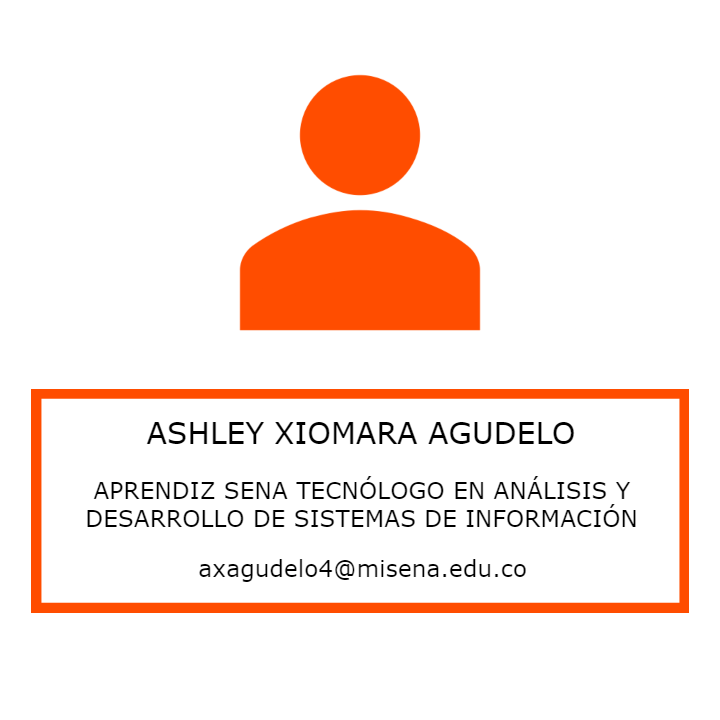 ASHLEY XIOMARA AGUDELO
APRENDIZ SENA TECNÓLOGO EN ANÁLISIS Y
DESARROLLO DE SISTEMAS DE INFORMACIÓN
axagudelo4@misena.edu.co